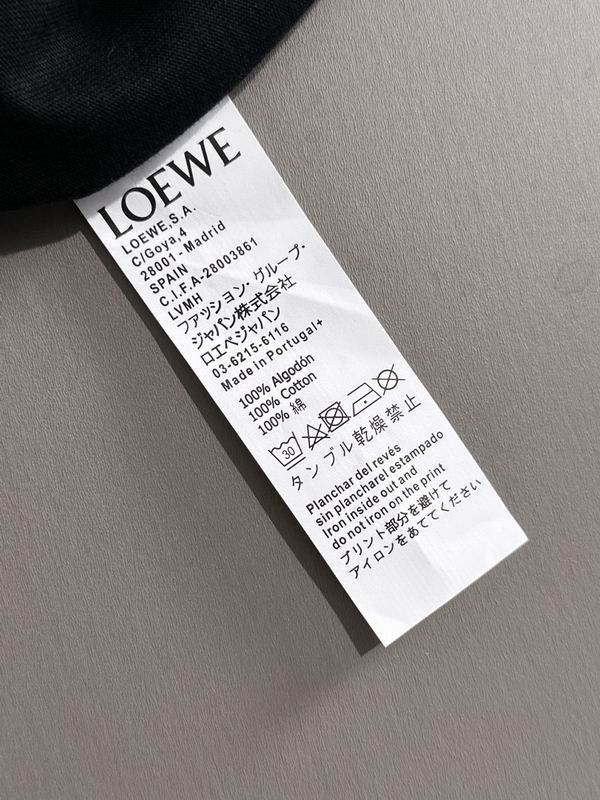 LOEWE
LOEWE,S.A.
C/Goya,4
28001-Madrid
SPAIN
C.I.F.A-28003861
LVMH
ファッション・グループ・
ジャパン株式会社
ロエベジャパン
03-6215-6116
Made in Portugal+
100% Algodón
100% Cotton
100% 綿
30
タンブル乾燥禁止
Planchar del revés
sin plancharel estampado
Iron inside out and
do not iron on the print
プリント部分を避けて
アイロンをあててください